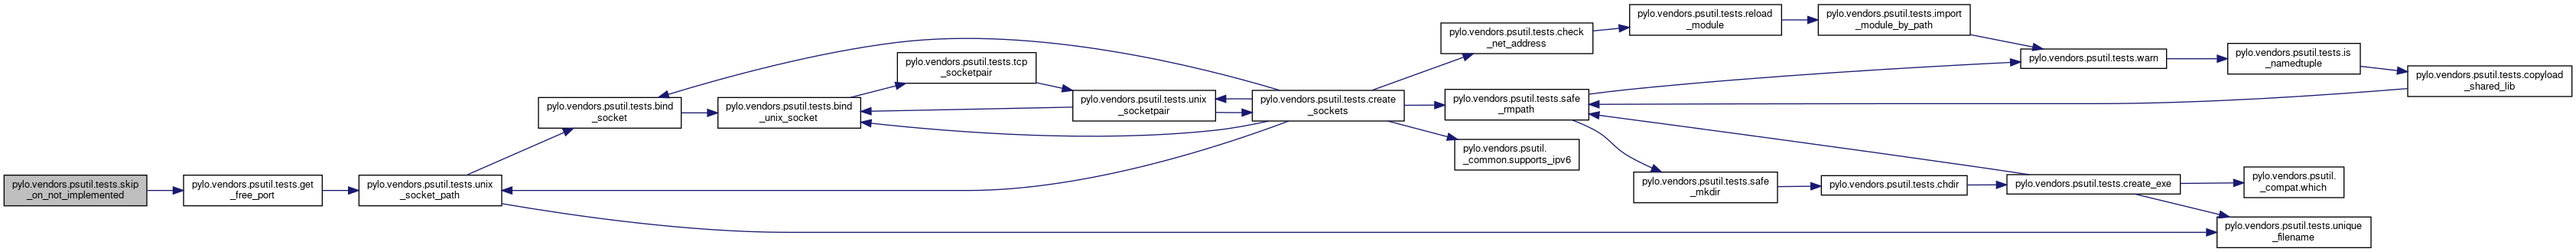 pylo.vendors.psutil.tests.skip
_on_not_implemented
pylo.vendors.psutil.tests.get
_free_port
pylo.vendors.psutil.tests.unix
_socket_path
pylo.vendors.psutil.tests.bind
_socket
pylo.vendors.psutil.tests.bind
_unix_socket
pylo.vendors.psutil.tests.tcp
_socketpair
pylo.vendors.psutil.tests.unix
_socketpair
pylo.vendors.psutil.tests.create
_sockets
pylo.vendors.psutil.tests.check
_net_address
pylo.vendors.psutil.tests.safe
_rmpath
pylo.vendors.psutil.
_common.supports_ipv6
pylo.vendors.psutil.tests.reload
_module
pylo.vendors.psutil.tests.import
_module_by_path
pylo.vendors.psutil.tests.warn
pylo.vendors.psutil.tests.is
_namedtuple
pylo.vendors.psutil.tests.copyload
_shared_lib
pylo.vendors.psutil.tests.safe
_mkdir
pylo.vendors.psutil.tests.chdir
pylo.vendors.psutil.tests.create_exe
pylo.vendors.psutil.
_compat.which
pylo.vendors.psutil.tests.unique
_filename